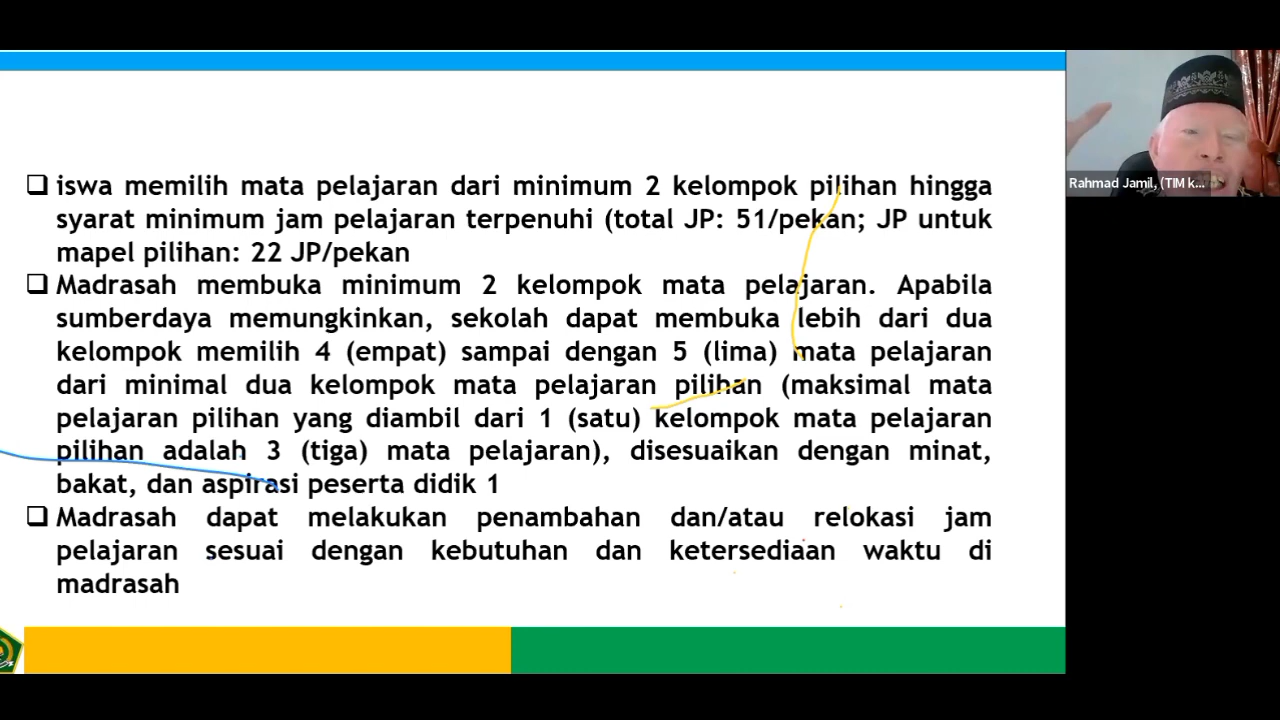 iswa memilih mata pelajaran dari minimum 2 kelompok pilihan hingga
syarat minimum jam pelajaran terpenuhi (total JP: 51/pekan; JP untuk
mapel pilihan: 22 JP/pekan
Madrasah membuka minimum 2 kelompok mata pelajaran. Apabila
sumberdaya memungkinkan, sekolah dapat membuka lebih dari dua
kelompok memilih 4 (empat) sampai dengan 5 (lima) mata pelajaran
dari minimal dua kelompok mata pelajaran pilihan (maksimal mata
pelajaran pilihan yang diambil dari 1 (satu) kelompok mata pelajaran
pilihan adalah 3 (tiga) mata pelajaran), disesuaikan dengan minat,
bakat, dan aspirasi peserta didik 1
Madrasah dapat melakukan penambahan dan/atau relokasi jam
pelajaran sesuai dengan kebutuhan dan ketersediaan waktu di
madrasah
Rahmad Jamil, (TIM k...